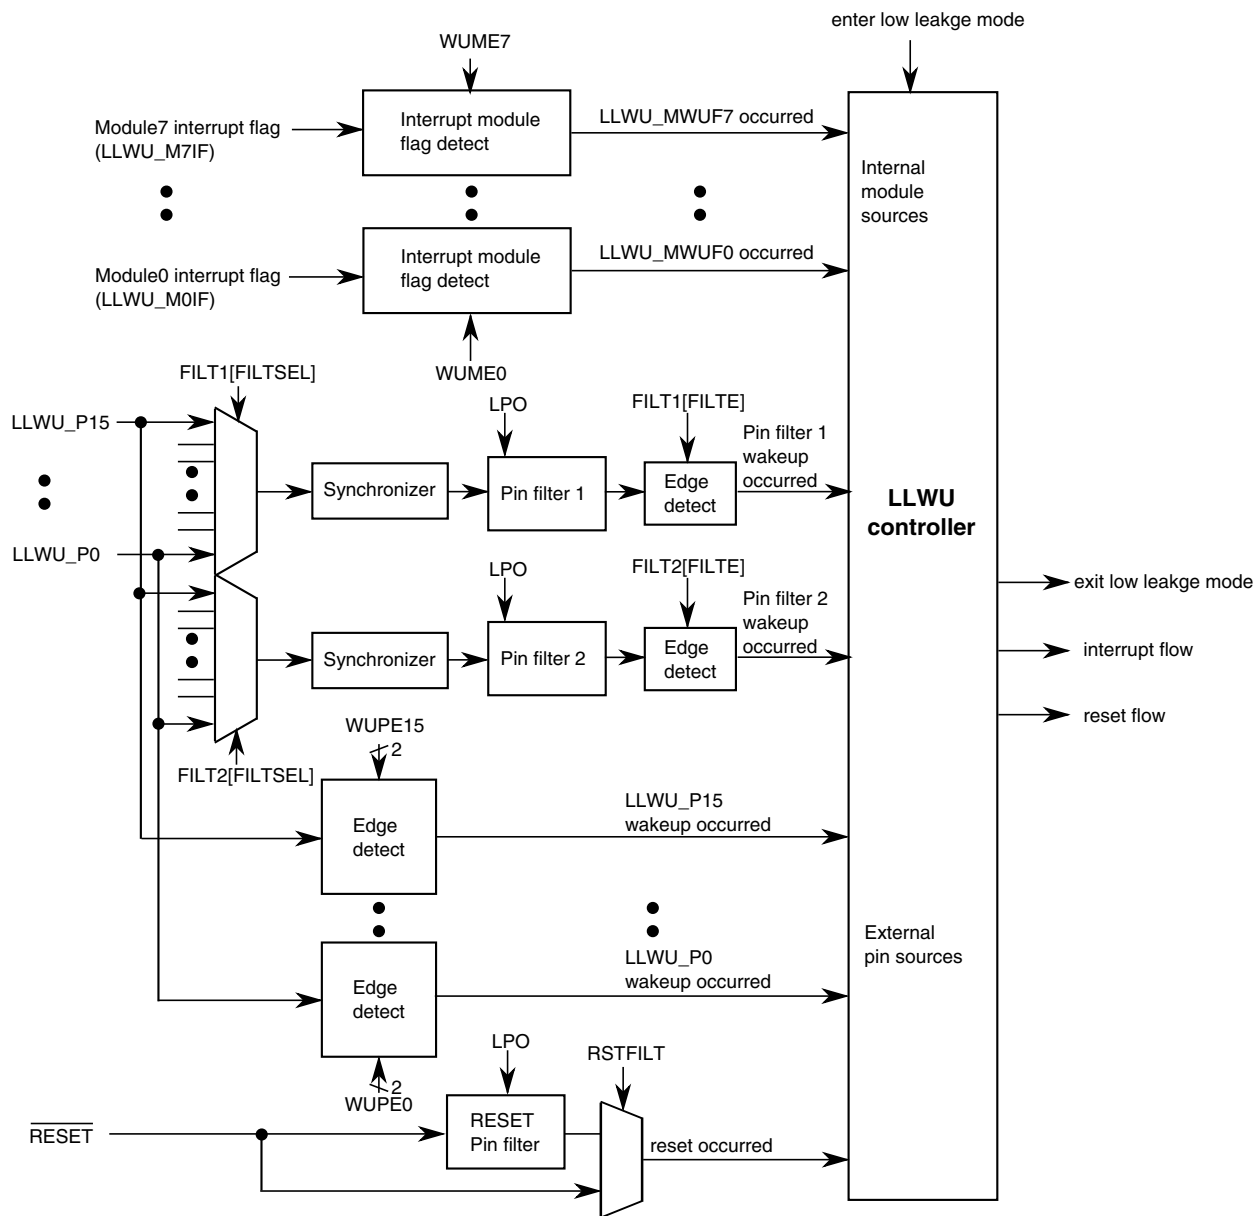 enter low leakge mode
WUME7
Module7 interrupt flag
(LLWU_M7IF)
Interrupt module
flag detect
LLWU_MWUF7 occurred
Internal
module
sources
Module0 interrupt flag
(LLWU_M0IF)
Interrupt module
flag detect
LLWU_MWUF0 occurred
WUME0
FILT1[FILTSEL]
LLWU_P15
LPO
FILT1[FILTE]
Synchronizer
Pin filter 1
Edge
detect
Pin filter 1
wakeup
occurred
LLWU
controller
LLWU_P0
LPO
FILT2[FILTE]
Synchronizer
Pin filter 2
Edge
detect
Pin filter 2
wakeup
occurred
exit low leakge mode
interrupt flow
reset flow
FILT2[FILTSEL]
WUPE15
2
Edge
detect
LLWU_P15
wakeup occurred
Edge
detect
LLWU_P0
wakeup occurred
External
pin sources
2
WUPE0
LPO
RSTFILT
RESET
RESET
Pin filter
reset occurred